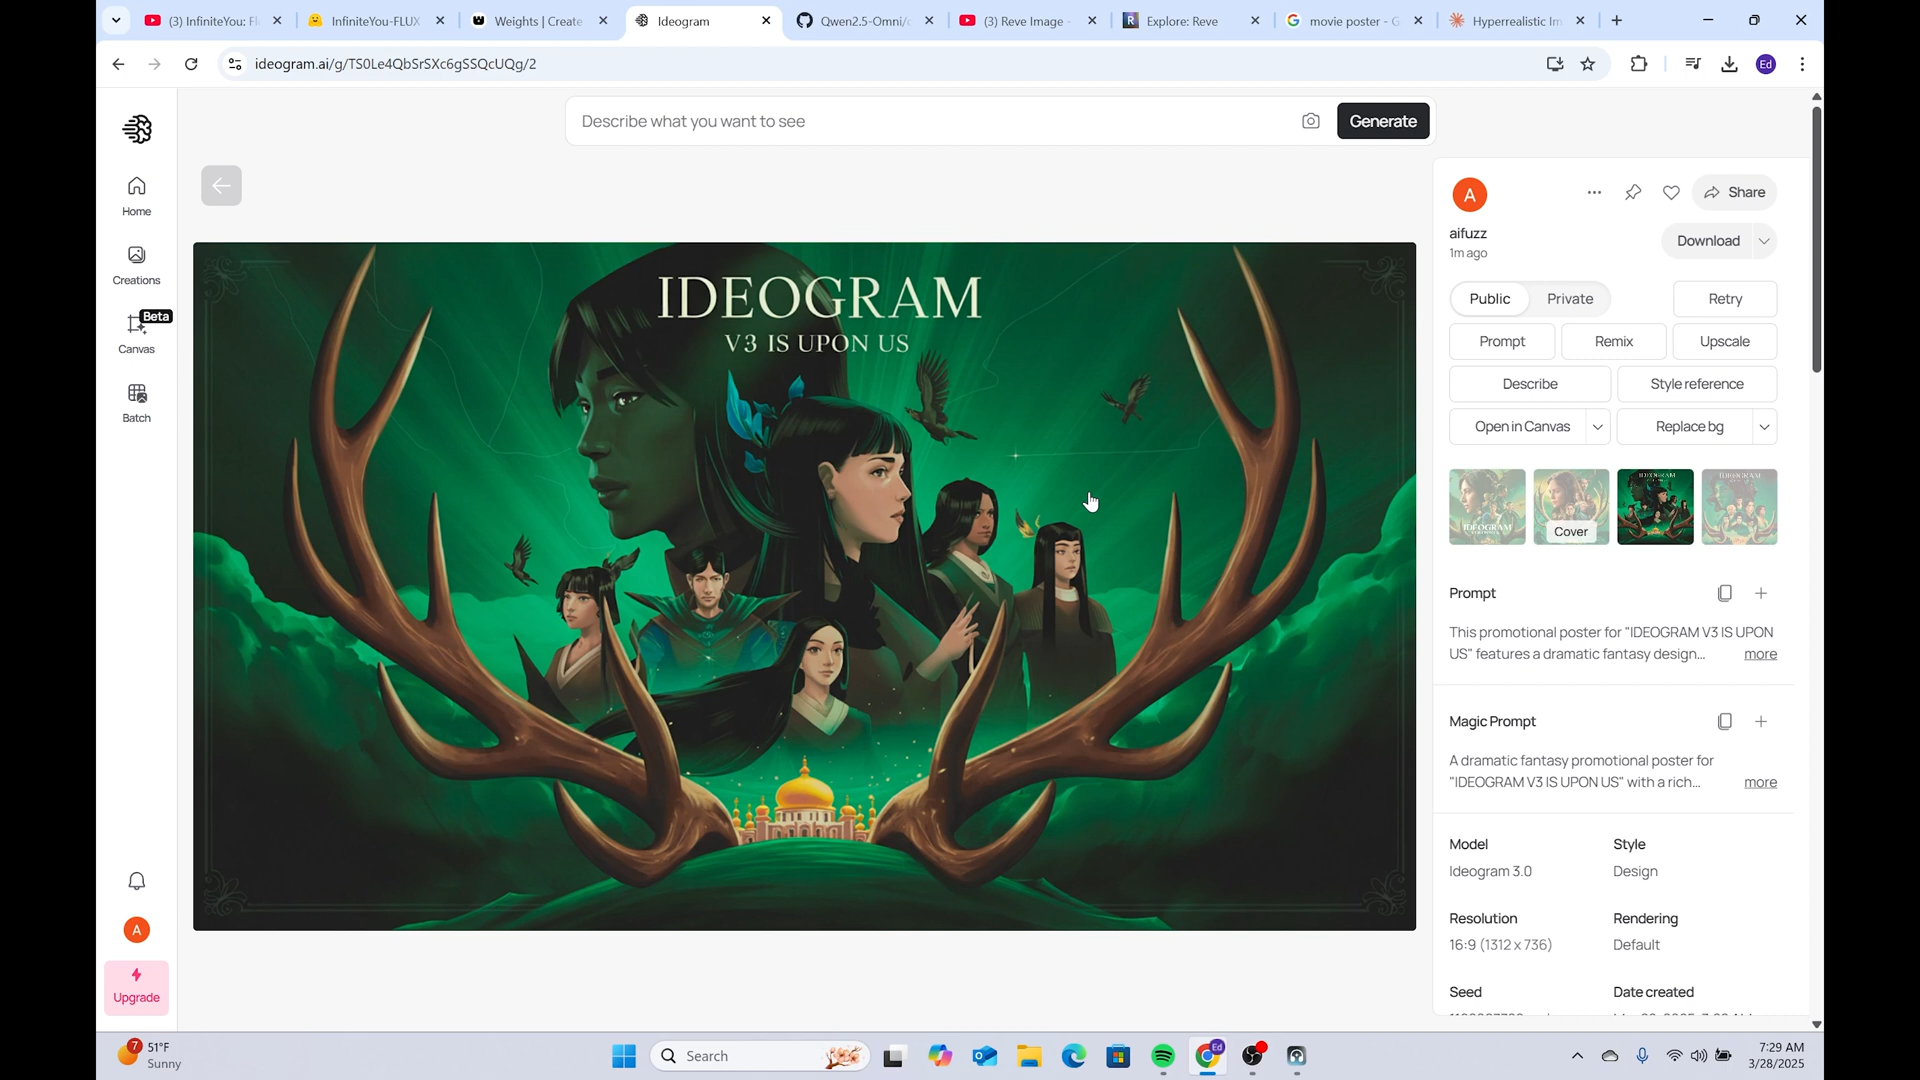 (3) InfiniteYou: Fl
InfiniteYou-FLUX
Weights | Create
Ideogram
Qwen2.5-Omni/c
(3) Reve Image -
Explore: Reve
movie poster - G
Hyperrealistic Im
ideogram.ai/g/TS0Le4QbSrSXc6gSSQcUQg/2
Ed
Describe what you want to see
Generate
Home
Creations
Beta
Canvas
Batch
A
Upgrade
IDEOGRAM
V3 IS UPON US
A
Share
aifuzz
1m ago
Download
Public
Private
Retry
Prompt
Remix
Upscale
Describe
Style reference
Open in Canvas
Replace bg
IDEOGRAM
Cover
IDEOGRAM
IDEOGRAM
Prompt
This promotional poster for "IDEOGRAM V3 IS UPON
US" features a dramatic fantasy design...
more
Magic Prompt
A dramatic fantasy promotional poster for
"IDEOGRAM V3 IS UPON US" with a rich...
more
Model
Style
Ideogram 3.0
Design
Resolution
Rendering
16:9 (1312 x 736)
Default
Seed
Date created
7
51°F
Sunny
Search
Ed
7:29 AM
3/28/2025